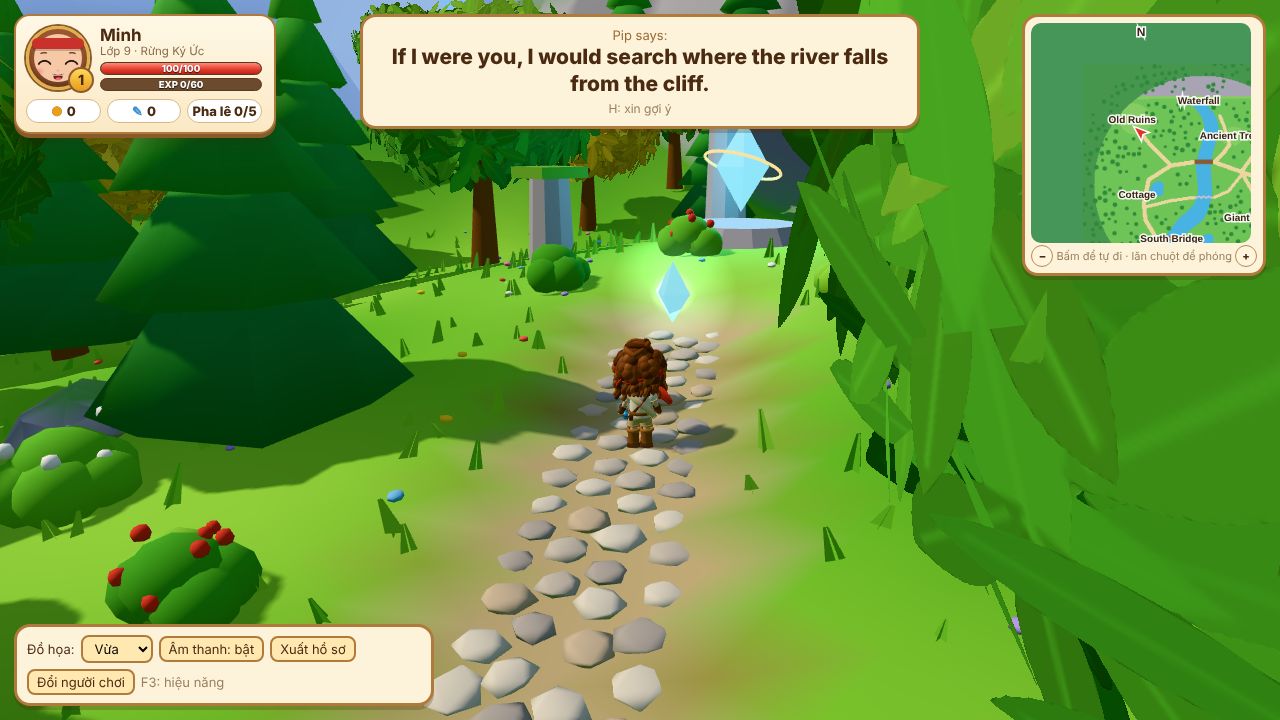 Minh
Lớp 9 · Rừng Ký Ức
100/100
EXP 0/60
1
0
0
Pha lê 0/5
Pip says:
If I were you, I would search where the river falls
from the cliff.
H: xin gợi ý
N
Waterfall
Old Ruins
Ancient Tre
Cottage
Giant
South Bridge
− Bấm để tự đi · lăn chuột để phóng +
Đồ họa: Vừa Âm thanh: bật Xuất hồ sơ
Đổi người chơi F3: hiệu năng